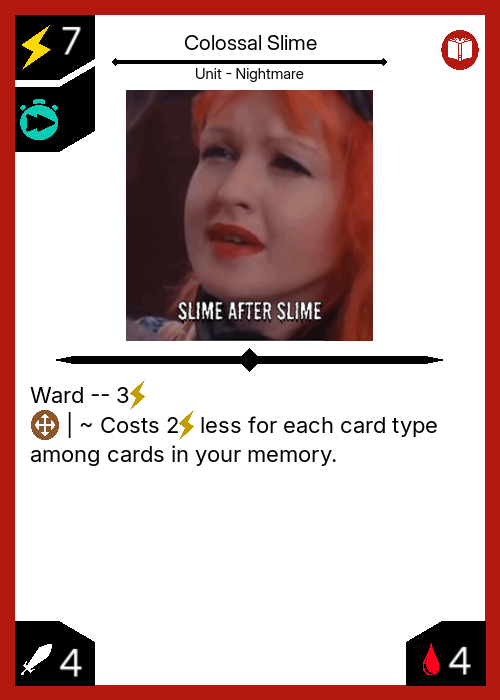 7
Colossal Slime
Unit - Nightmare
SLIME AFTER SLIME
Ward -- 3
| ~ Costs 2 less for each card type
among cards in your memory.
4
4